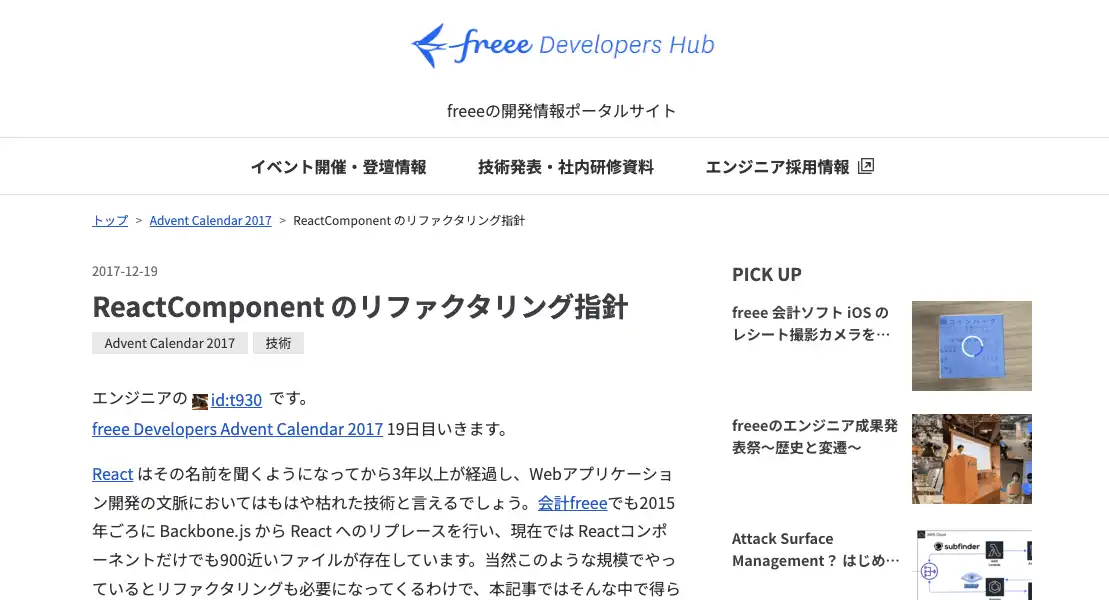 freee Developers Hub
freeeの開発情報ポータルサイト
イベント開催・登壇情報
技術発表・社内研修資料
エンジニア採用情報
トップ > Advent Calendar 2017 > ReactComponent のリファクタリング指針
2017-12-19
ReactComponent のリファクタリング指針
Advent Calendar 2017
技術
エンジニアの id:t930 です。
freee Developers Advent Calendar 2017 19日目いきます。
React はその名前を聞くようになってから3年以上が経過し、Webアプリケーショ
ン開発の文脈においてはもはや枯れた技術と言えるでしょう。会計freeeでも2015
年ごろに Backbone.js から React へのリプレースを行い、現在では Reactコンポ
ーネントだけでも900近いファイルが存在しています。当然このような規模でやっ
ているとリファクタリングも必要になってくるわけで、本記事ではそんな中で得ら
PICK UP
freee 会計ソフト iOS の
レシート撮影カメラを…
コインパーク
freeeのエンジニア成果発
表祭〜歴史と変遷〜
Attack Surface
Management？ はじめ…
AWS Cloud
subfinder